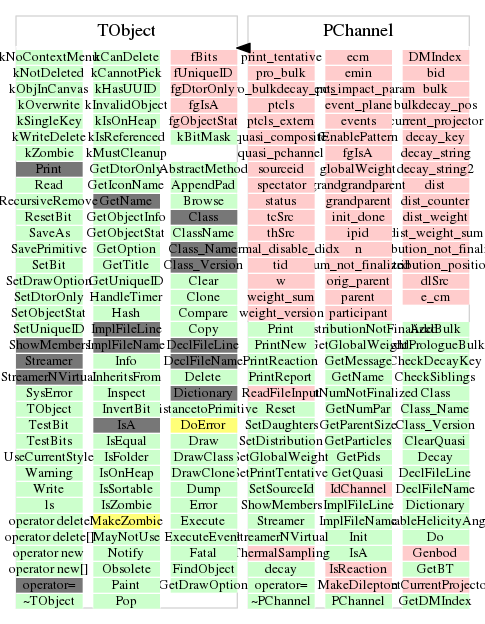 TObject PChannel
kCanDelete fBits print_tentative ecm DMIndex
kNotDeleted kCannotPick fUniqueID pro_bulk emin bid
kObjInCanvas kHasUUID fgDtorOnly bulk
kOverwrite kInvalidObject fgIsA ptcls event_plane bulkdecay_pos
kSingleKey kIsOnHeap fgObjectStat ptcls_extern events
kWriteDelete kIsReferenced kBitMask decay_key
kZombie kMustCleanup quasi_pchannel fgIsA decay_string
Print GetDtorOnly AbstractMethod sourceid globalWeight decay_string2
Read GetIconName AppendPad spectator grandgrandparent dist
RecursiveRemove GetName Browse status grandparent dist_counter
ResetBit GetObjectInfo Class tcSrc init_done dist_weight
SaveAs GetObjectStat ClassName thSrc ipid dist_weight_sum
SavePrimitive GetOption Class_Name n
SetBit GetTitle Class_Version tid
SetDrawOption GetUniqueID Clear w orig_parent dlSrc
SetDtorOnly HandleTimer Clone weight_sum parent e_cm
SetObjectStat Hash Compare weight_version participant
SetUniqueID ImplFileLine Copy Print AddBulk
ShowMembers ImplFileName DeclFileLine PrintNew GetGlobalWeight AddPrologueBulk
Streamer Info DeclFileName PrintReaction GetMessage CheckDecayKey
StreamerNVirtual InheritsFrom Delete PrintReport GetName CheckSiblings
SysError Inspect Dictionary ReadFileInput GetNumNotFinalized Class
TObject InvertBit DistancetoPrimitive Reset GetNumPar Class_Name
TestBit IsA DoError SetDaughters GetParentSize Class_Version
TestBits IsEqual Draw SetDistribution GetParticles ClearQuasi
UseCurrentStyle IsFolder DrawClass SetGlobalWeight GetPids Decay
Warning IsOnHeap DrawClone SetPrintTentative GetQuasi DeclFileLine
Write IsSortable Dump SetSourceId IdChannel DeclFileName
ls IsZombie Error ShowMembers ImplFileLine Dictionary
operator delete MakeZombie Execute Streamer ImplFileName
operator delete[] MayNotUse ExecuteEvent StreamerNVirtual Init Do
operator new Notify Fatal ThermalSampling IsA Genbod
operator new[] Obsolete FindObject decay IsReaction GetBT
operator= Paint GetDrawOption operator= MakeDilepton
~TObject Pop ~PChannel PChannel GetDMIndex